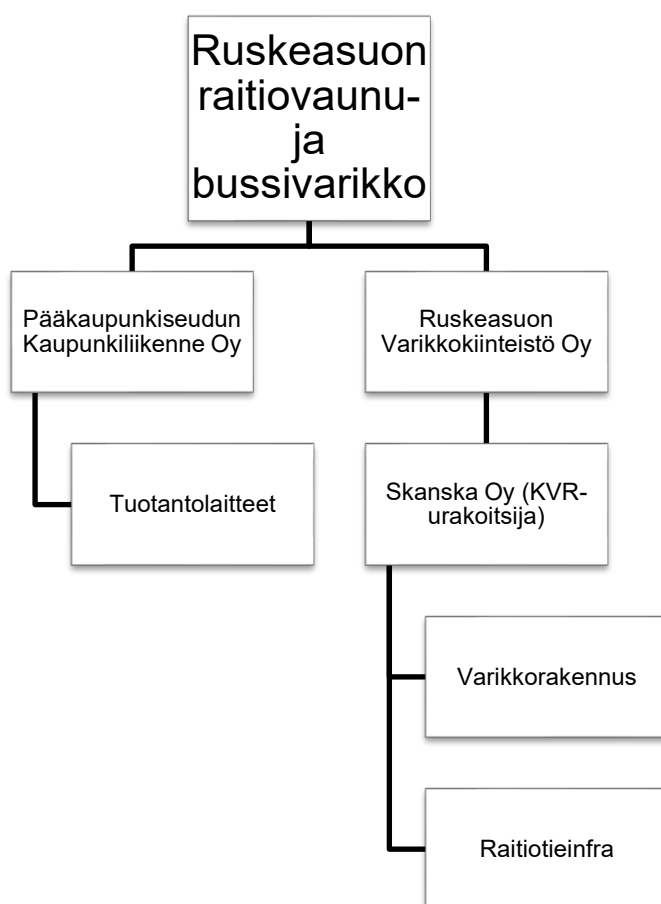 Ruskeasuon
raitiovaunu-
ja
bussivarikko
Pääkaupunkiseudun
Kaupunkiliikenne Oy
Ruskeasuon
Varikkokiinteistö Oy
Tuotantolaitteet
Skanska Oy (KVR-
urakoitsija)
Varikkorakennus
Raitiotieinfra